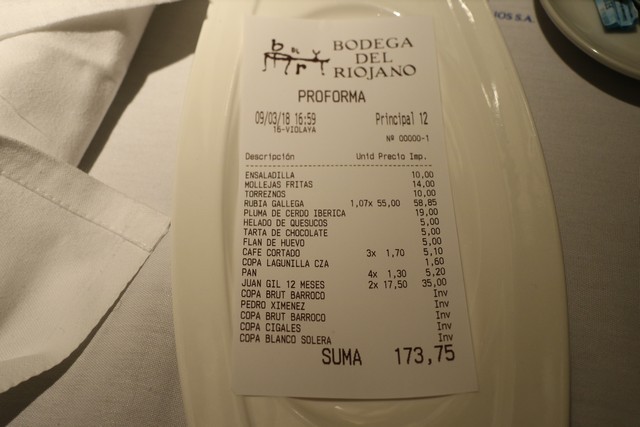 BODEGA
DEL
RIOJANO
PROFORMA
09/03/18 16:59 Principal 12
16-VIOLAYA
Nº 00000-1
Descripción Unid Precio Imp.
ENSALADILLA 10,00
MOLLEJAS FRITAS 14,00
TORREZNOS 10,00
RUBIA GALLEGA 1,07x 55,00 58,85
PLUMA DE CERDO IBERICA 19,00
HELADO DE QUESUCOS 5,00
TARTA DE CHOCOLATE 5,00
FLAN DE HUEVO 5,00
CAFE CORTADO 3x 1,70 5,10
COPA LAGUNILLA CZA 1,60
PAN 4x 1,30 5,20
JUAN GIL 12 MESES 2x 17,50 35,00
COPA BRUT BARROCO Inv
PEDRO XIMENEZ Inv
COPA BRUT BARROCO Inv
COPA CIGALES Inv
COPA BLANCO SOLERA Inv
SUMA 173,75